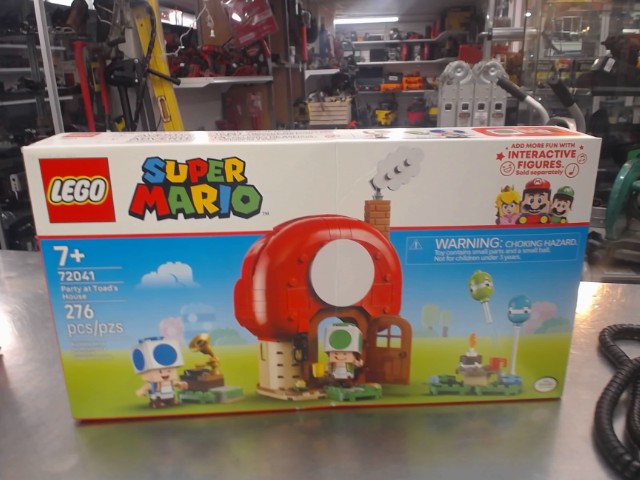 LEGO
SUPER
MARIO
™
ADD MORE FUN WITH
INTERACTIVE
FIGURES.
Sold separately
7+
72041
Party at Toad's
House
276
pcs/pzs
WARNING: CHOKING HAZARD.
Toy contains small parts and a small ball.
Not for children under 3 years.